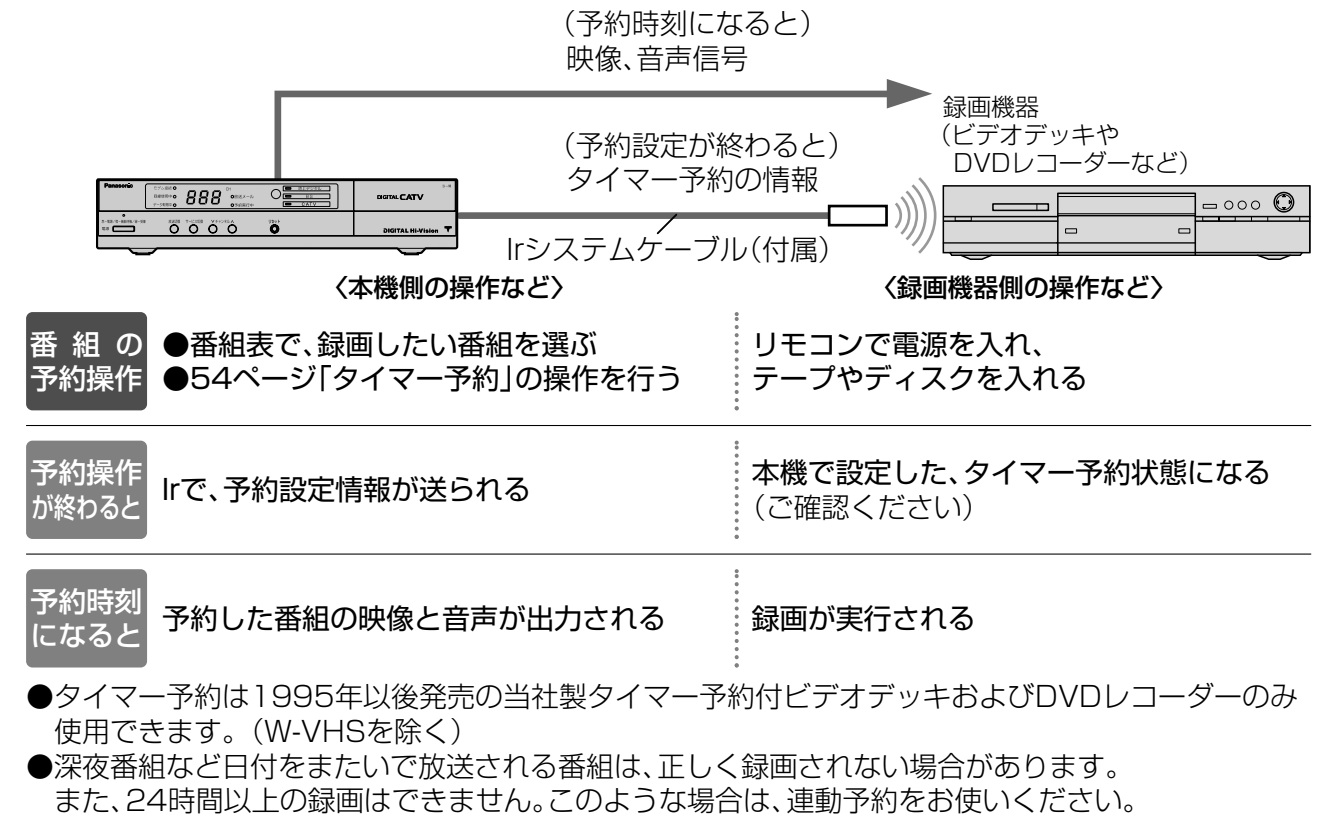 (予約時刻になると)
映像、音声信号
録画機器
(ビデオデッキや
DVDレコーダーなど)
(予約設定が終わると)
タイマー予約の情報
Panasonic
888
DIGITAL CATV
CATV
DIGITAL Hi-Vision
Irシステムケーブル(付属)
〈本機側の操作など〉
〈録画機器側の操作など〉
番組の
予約操作
●番組表で、録画したい番組を選ぶ
●54ページ「タイマー予約」の操作を行う
リモコンで電源を入れ、
テープやディスクを入れる
予約操作
が終わると
Irで、予約設定情報が送られる
本機で設定した、タイマー予約状態になる
(ご確認ください)
予約時刻
になると
予約した番組の映像と音声が出力される
録画が実行される
●タイマー予約は1995年以後発売の当社製タイマー予約付ビデオデッキおよびDVDレコーダーのみ
使用できます。(W-VHSを除く)
●深夜番組など日付をまたいで放送される番組は、正しく録画されない場合があります。
また、24時間以上の録画はできません。このような場合は、連動予約をお使いください。